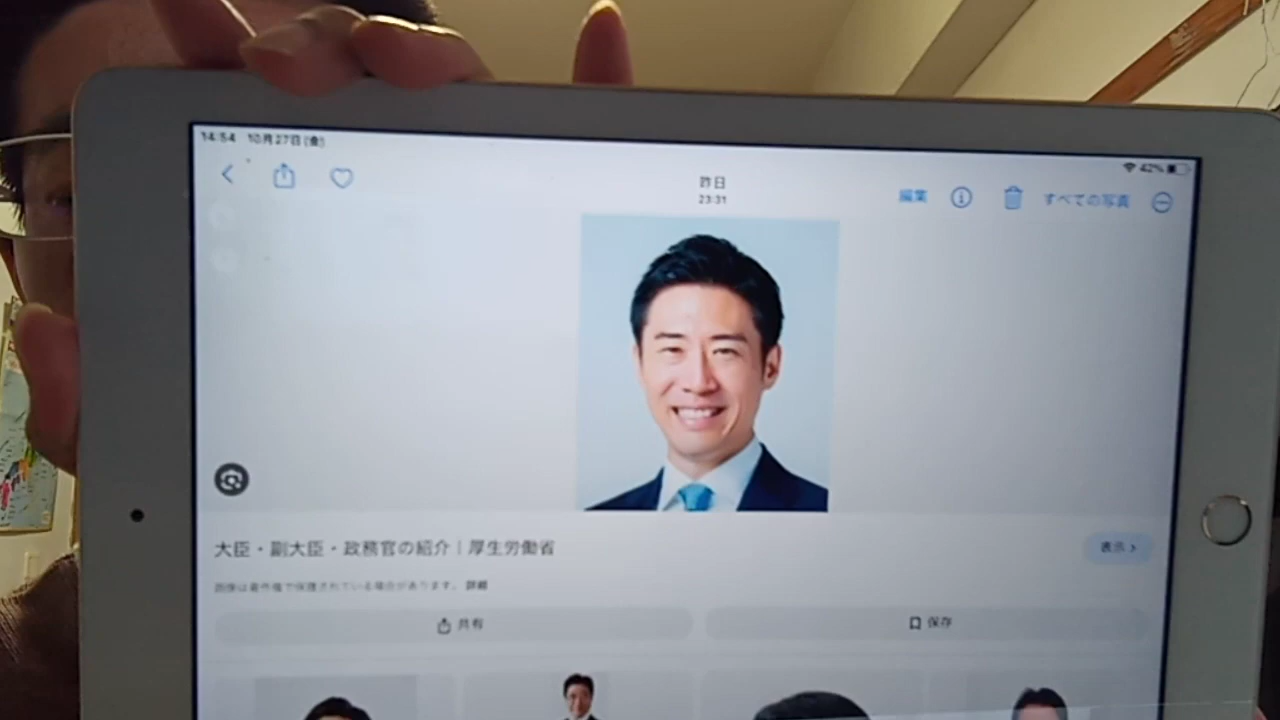 14:54 10月27日(金)
42%
昨日
23:31
編集
すべての写真
大臣・副大臣・政務官の紹介｜厚生労働省
表示 >
画像は著作権で保護されている場合があります。 詳細
共有
保存